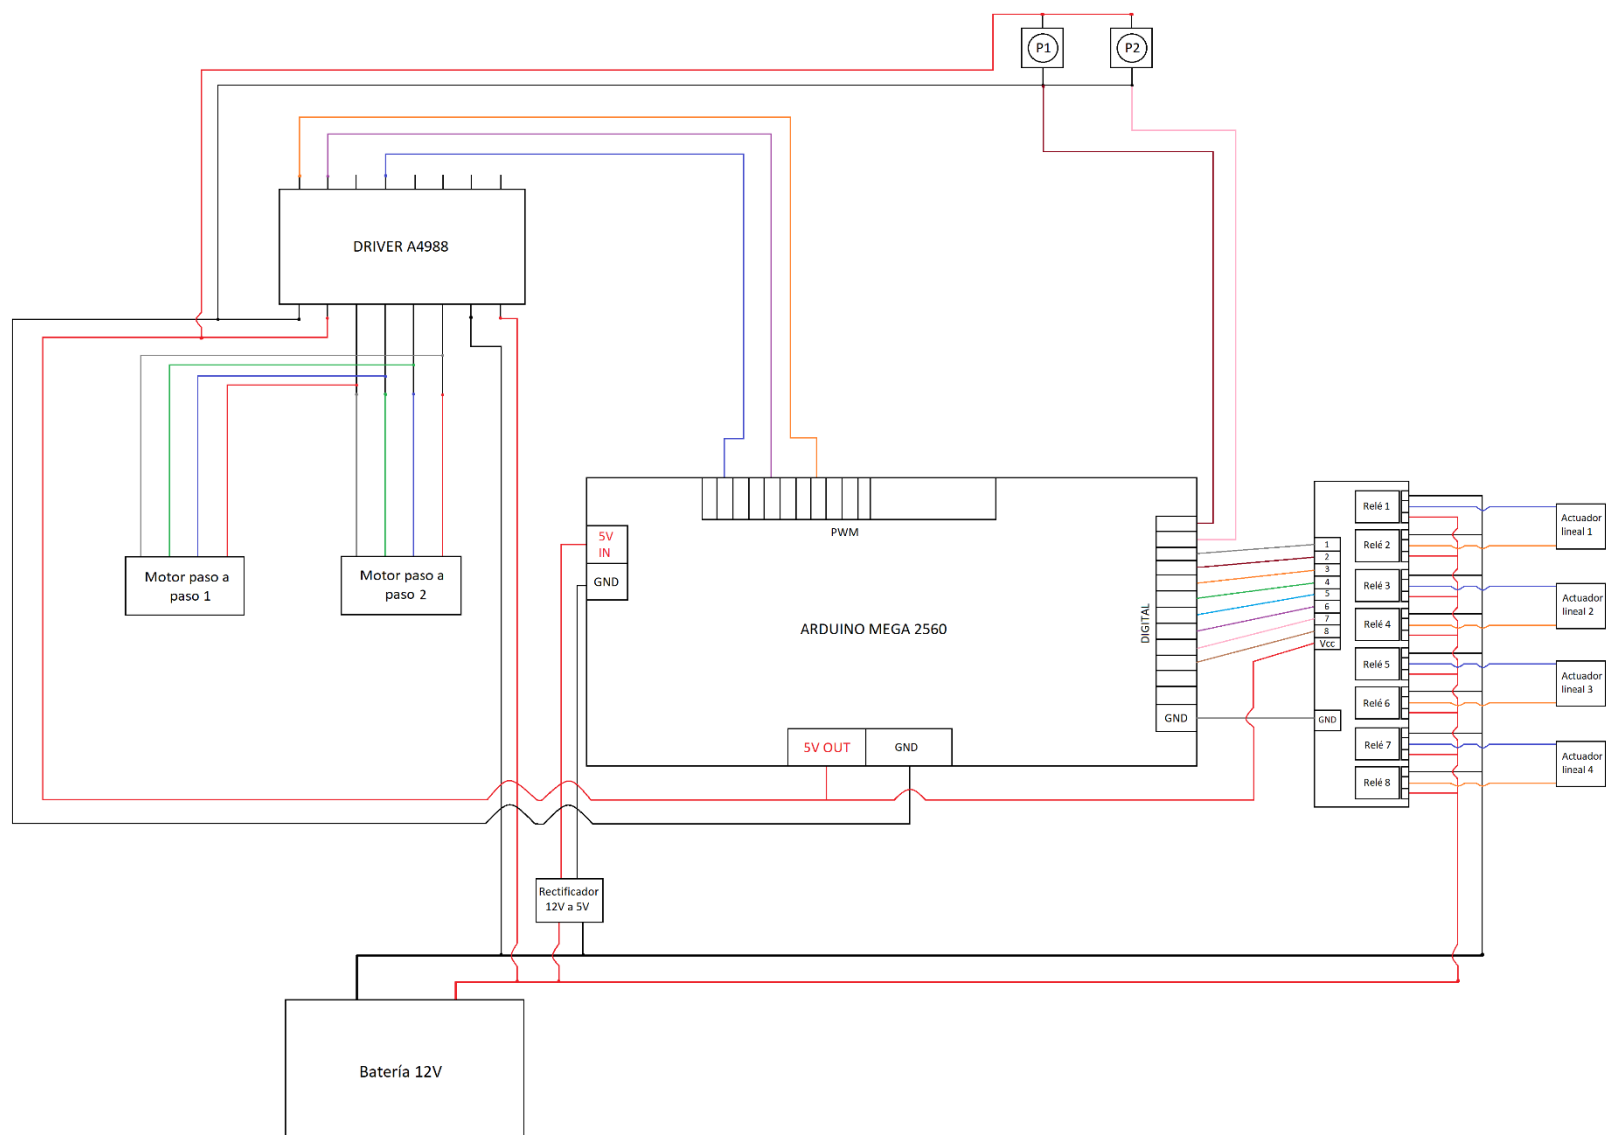 P1
P2
DRIVER A4988
Motor paso a
paso 1
Motor paso a
paso 2
PWM
5V
IN
GND
ARDUINO MEGA 2560
DIGITAL
GND
5V OUT
GND
1
2
3
4
5
6
7
8
Vcc
GND
Relé 1
Relé 2
Relé 3
Relé 4
Relé 5
Relé 6
Relé 7
Relé 8
Actuador
lineal 1
Actuador
lineal 2
Actuador
lineal 3
Actuador
lineal 4
Rectificador
12V a 5V
Batería 12V